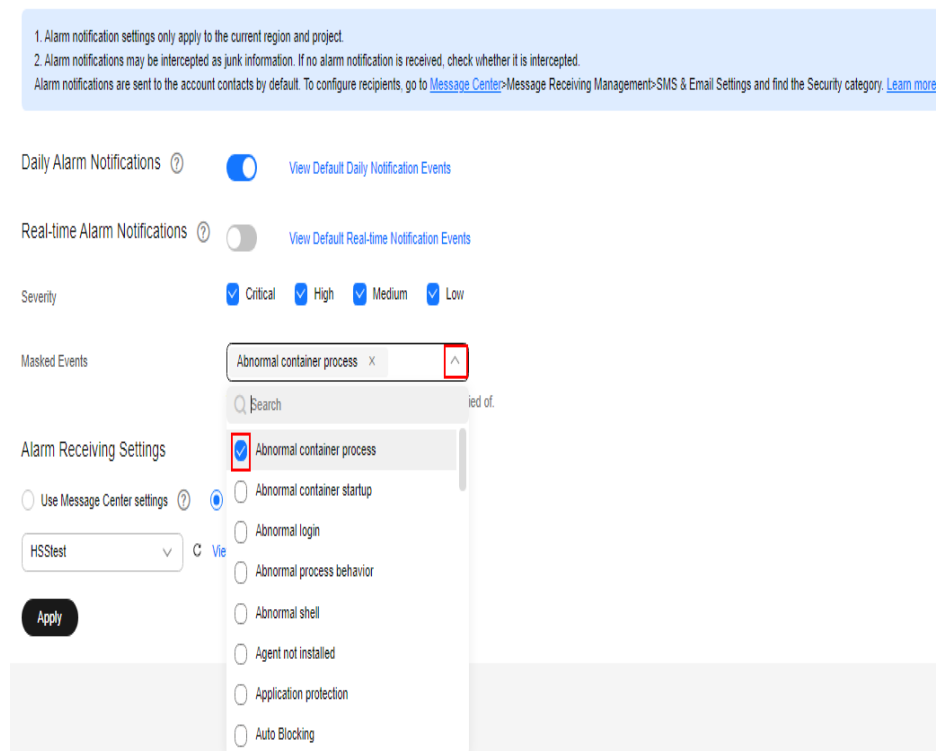 1. Alarm notification settings only apply to the current region and project.
2. Alarm notifications may be intercepted as junk information. If no alarm notification is received, check whether it is intercepted.
Alarm notifications are sent to the account contacts by default. To configure recipients, go to Message Center>Message Receiving Management>SMS & Email Settings and find the Security category. Learn more
Daily Alarm Notifications ? View Default Daily Notification Events
Real-time Alarm Notifications ? View Default Real-time Notification Events
Severity Critical High Medium Low
Masked Events Abnormal container process X
Search ied of.
Alarm Receiving Settings
Abnormal container process
Use Message Center settings ?
Abnormal container startup
Abnormal login
HSStest Vie
Abnormal process behavior
Apply
Abnormal shell
Agent not installed
Application protection
Auto Blocking